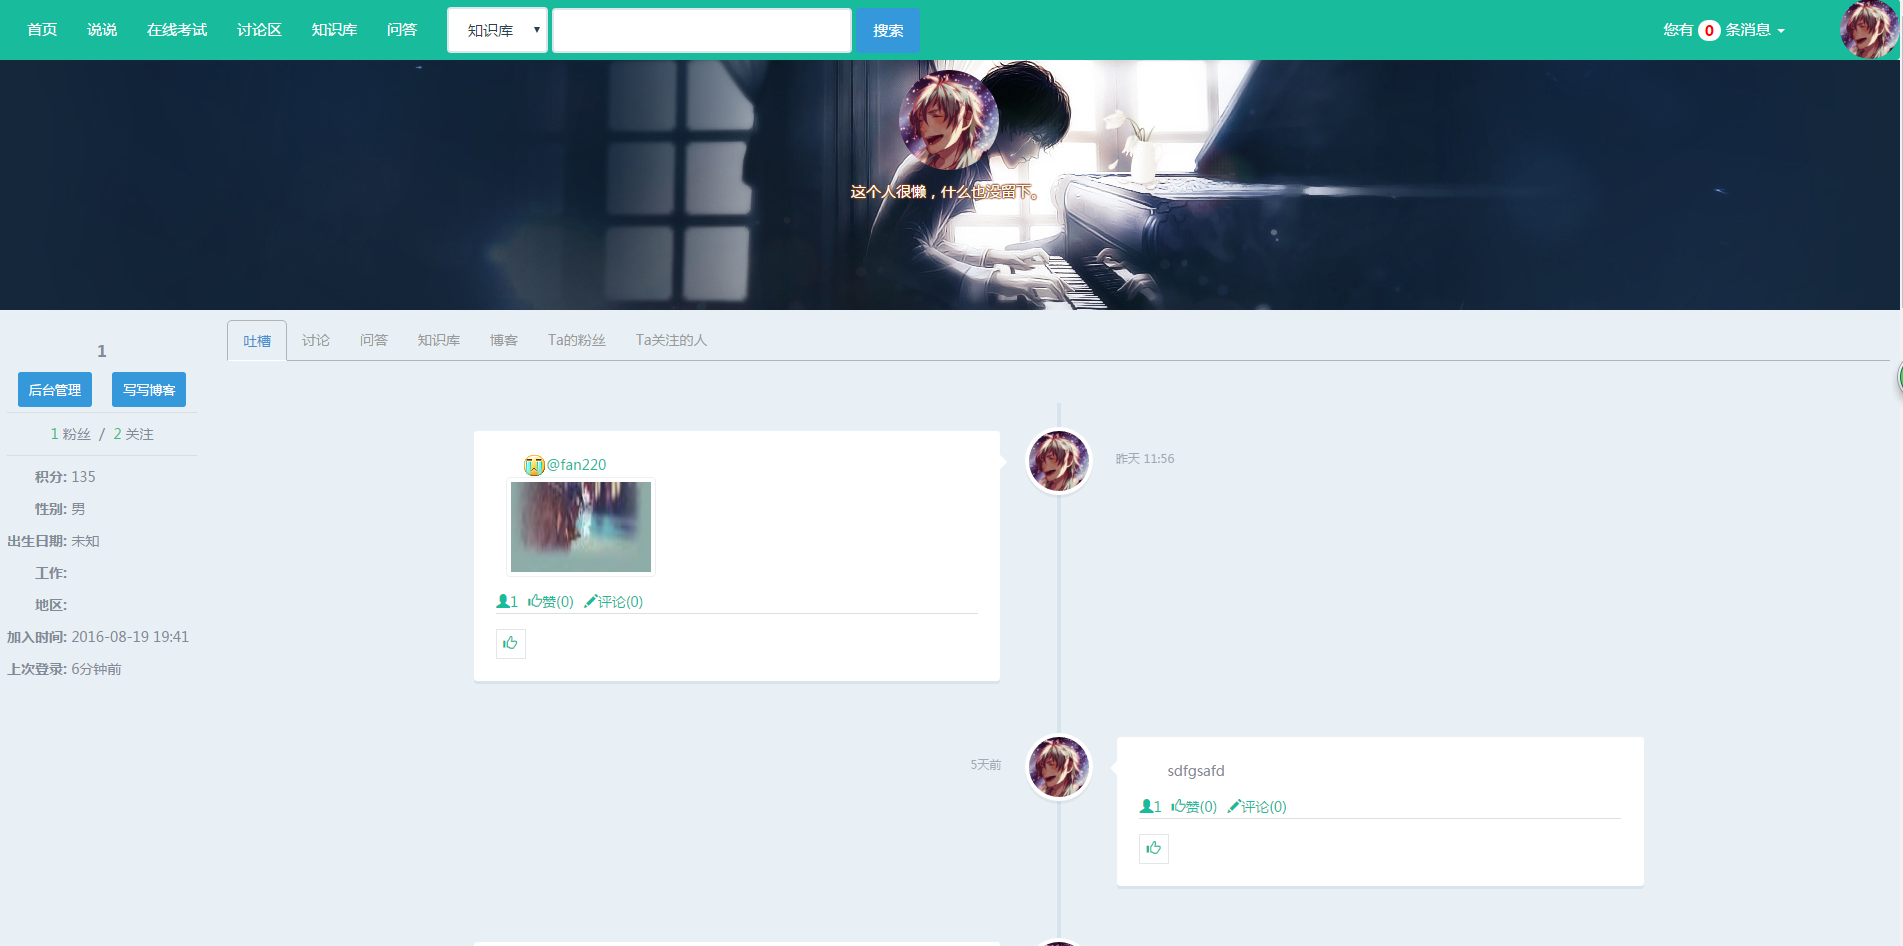 首页 说说 在线考试 讨论区 知识库 问答 知识库 搜索 您有 0 条消息
这个人很懒，什么也没留下。
1
后台管理 写写博客
1 粉丝 / 2 关注
积分: 135
性别: 男
出生日期: 未知
工作:
地区:
加入时间: 2016-08-19 19:41
上次登录: 6分钟前
吐槽 讨论 问答 知识库 博客 Ta的粉丝 Ta关注的人
@fan220
1 赞(0) 评论(0)
昨天 11:56
5天前
sdfgsafd
1 赞(0) 评论(0)